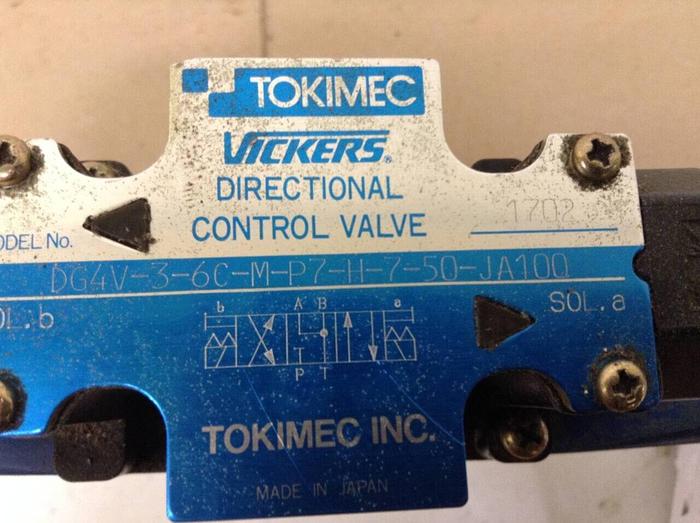 TOKIMEC
VICKERS®
DIRECTIONAL
CONTROL VALVE 1702
ODEL No.
DG4V-3-6C-M-P7-H-7-50-JA100
OL.b
b A B a
SOL.a
T T
P T
TOKIMEC INC.
MADE IN JAPAN